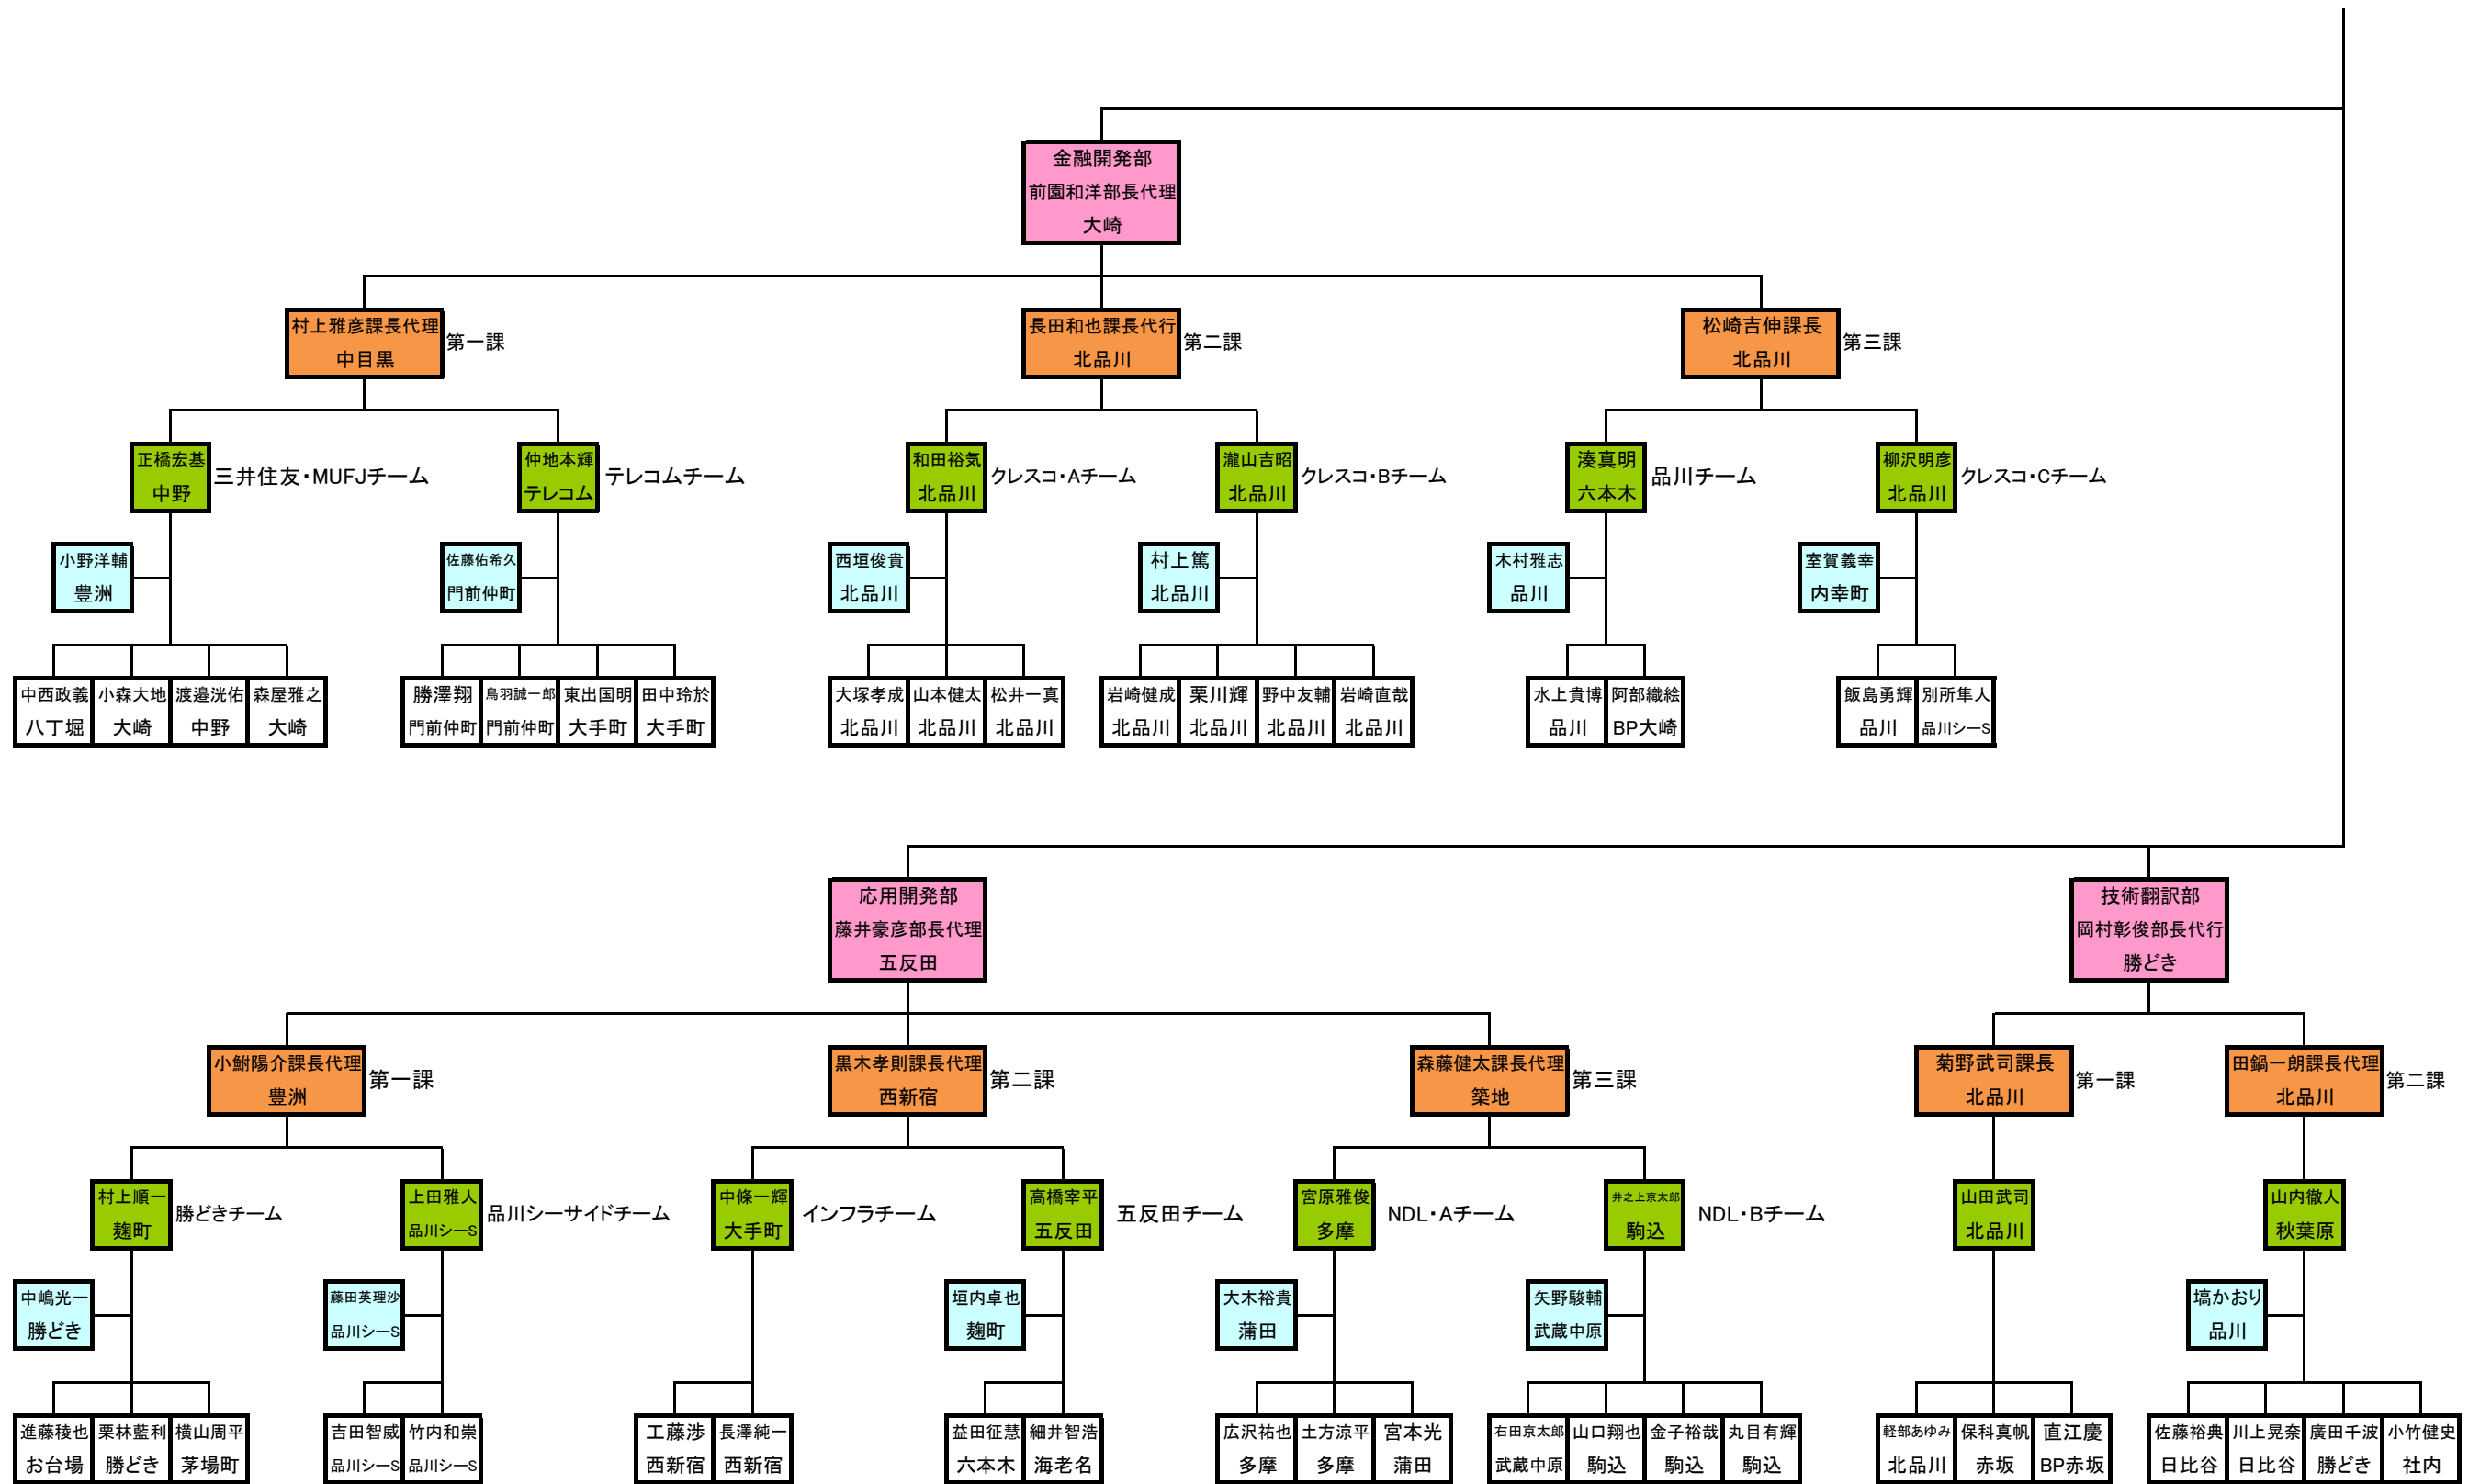 金融開発部
前園和洋部長代理
大崎
村上雅彦課長代理
中目黒
第一課
長田和也課長代行
北品川
第二課
松崎吉伸課長
北品川
第三課
正橋宏基
中野
三井住友・MUFJチーム
仲地本輝
テレコム
テレコムチーム
和田裕気
北品川
クレスコ・Aチーム
瀧山吉昭
北品川
クレスコ・Bチーム
湊真明
六本木
品川チーム
柳沢明彦
北品川
クレスコ・Cチーム
小野洋輔
豊洲
佐藤佑希久
門前仲町
西垣俊貴
北品川
村上篤
北品川
木村雅志
品川
室賀義幸
内幸町
中西政義
八丁堀
小森大地
大崎
渡邉洸佑
中野
森屋雅之
大崎
勝澤翔
門前仲町
鳥羽誠一郎
門前仲町
東出国明
大手町
田中玲於
大手町
大塚孝成
北品川
山本健太
北品川
松井一真
北品川
岩崎健成
北品川
栗川輝
北品川
野中友輔
北品川
岩崎直哉
北品川
水上貴博
品川
阿部織絵
BP大崎
飯島勇輝
品川
別所隼人
品川シーS
応用開発部
藤井豪彦部長代理
五反田
技術翻訳部
岡村彰俊部長代行
勝どき
小鮒陽介課長代理
豊洲
第一課
黒木孝則課長代理
西新宿
第二課
森藤健太課長代理
築地
第三課
菊野武司課長
北品川
第一課
田鍋一朗課長代理
北品川
第二課
村上順一
麹町
勝どきチーム
上田雅人
品川シーS
品川シーサイドチーム
中條一輝
大手町
インフラチーム
高橋宰平
五反田
五反田チーム
宮原雅俊
多摩
NDL・Aチーム
井之上京太郎
駒込
NDL・Bチーム
山田武司
北品川
山内徹人
秋葉原
中嶋光一
勝どき
藤田英理沙
品川シーS
垣内卓也
麹町
大木裕貴
蒲田
矢野駿輔
武蔵中原
塙かおり
品川
進藤稜也
お台場
栗林藍利
勝どき
横山周平
茅場町
吉田智威
品川シーS
竹内和崇
品川シーS
工藤渉
西新宿
長澤純一
西新宿
益田征慧
六本木
細井智浩
海老名
広沢祐也
多摩
土方涼平
多摩
宮本光
蒲田
右田京太郎
武蔵中原
山口翔也
駒込
金子裕哉
駒込
丸目有輝
駒込
軽部あゆみ
北品川
保科真帆
赤坂
直江慶
BP赤坂
佐藤裕典
日比谷
川上晃奈
日比谷
廣田千波
勝どき
小竹健史
社内